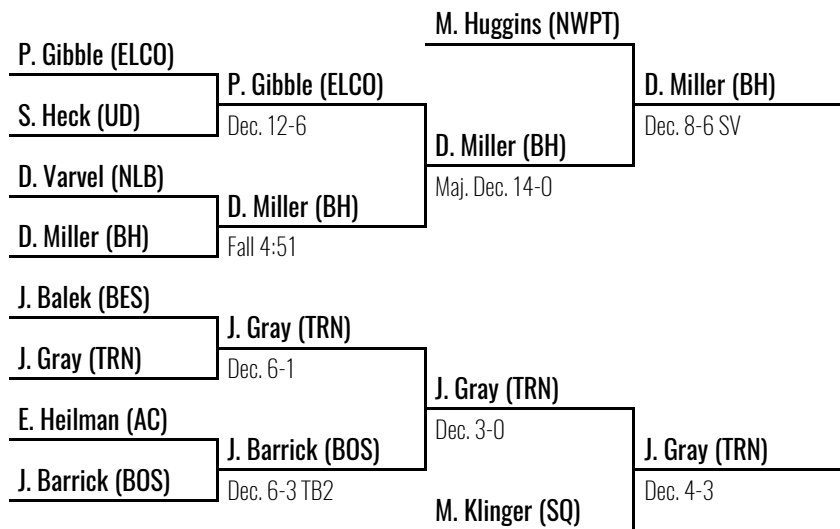 M. Huggins (NWPT)
P. Gibble (ELCO)
P. Gibble (ELCO)
D. Miller (BH)
S. Heck (UD)
Dec. 12-6
Dec. 8-6 SV
D. Miller (BH)
D. Varvel (NLB)
Maj. Dec. 14-0
D. Miller (BH)
D. Miller (BH)
Fall 4:51
J. Balek (BES)
J. Gray (TRN)
J. Gray (TRN)
Dec. 6-1
J. Gray (TRN)
E. Heilman (AC)
Dec. 3-0
J. Barrick (BOS)
J. Gray (TRN)
J. Barrick (BOS)
Dec. 6-3 TB2
Dec. 4-3
M. Klinger (SQ)